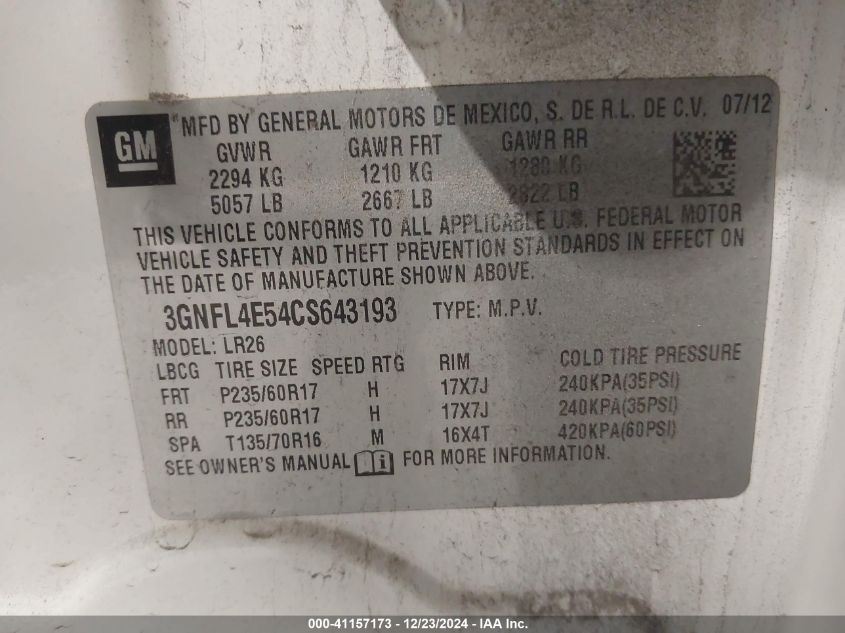 GM
MFD BY GENERAL MOTORS DE MEXICO, S. DE R.L. DE C.V. 07/12
GVWR GAWR FRT GAWR RR
2294 KG 1210 KG 1280 KG
5057 LB 2667 LB 2822 LB
THIS VEHICLE CONFORMS TO ALL APPLICABLE U.S. FEDERAL MOTOR
VEHICLE SAFETY AND THEFT PREVENTION STANDARDS IN EFFECT ON
THE DATE OF MANUFACTURE SHOWN ABOVE.
3GNFL4E54CS643193 TYPE: M.P.V.
MODEL: LR26
LBCG TIRE SIZE SPEED RTG RIM COLD TIRE PRESSURE
FRT P235/60R17 H 17X7J 240KPA(35PSI)
RR P235/60R17 H 17X7J 240KPA(35PSI)
SPA T135/70R16 M 16X4T 420KPA(60PSI)
SEE OWNER'S MANUAL i FOR MORE INFORMATION.
000-41157173 - 12/23/2024 - IAA Inc.